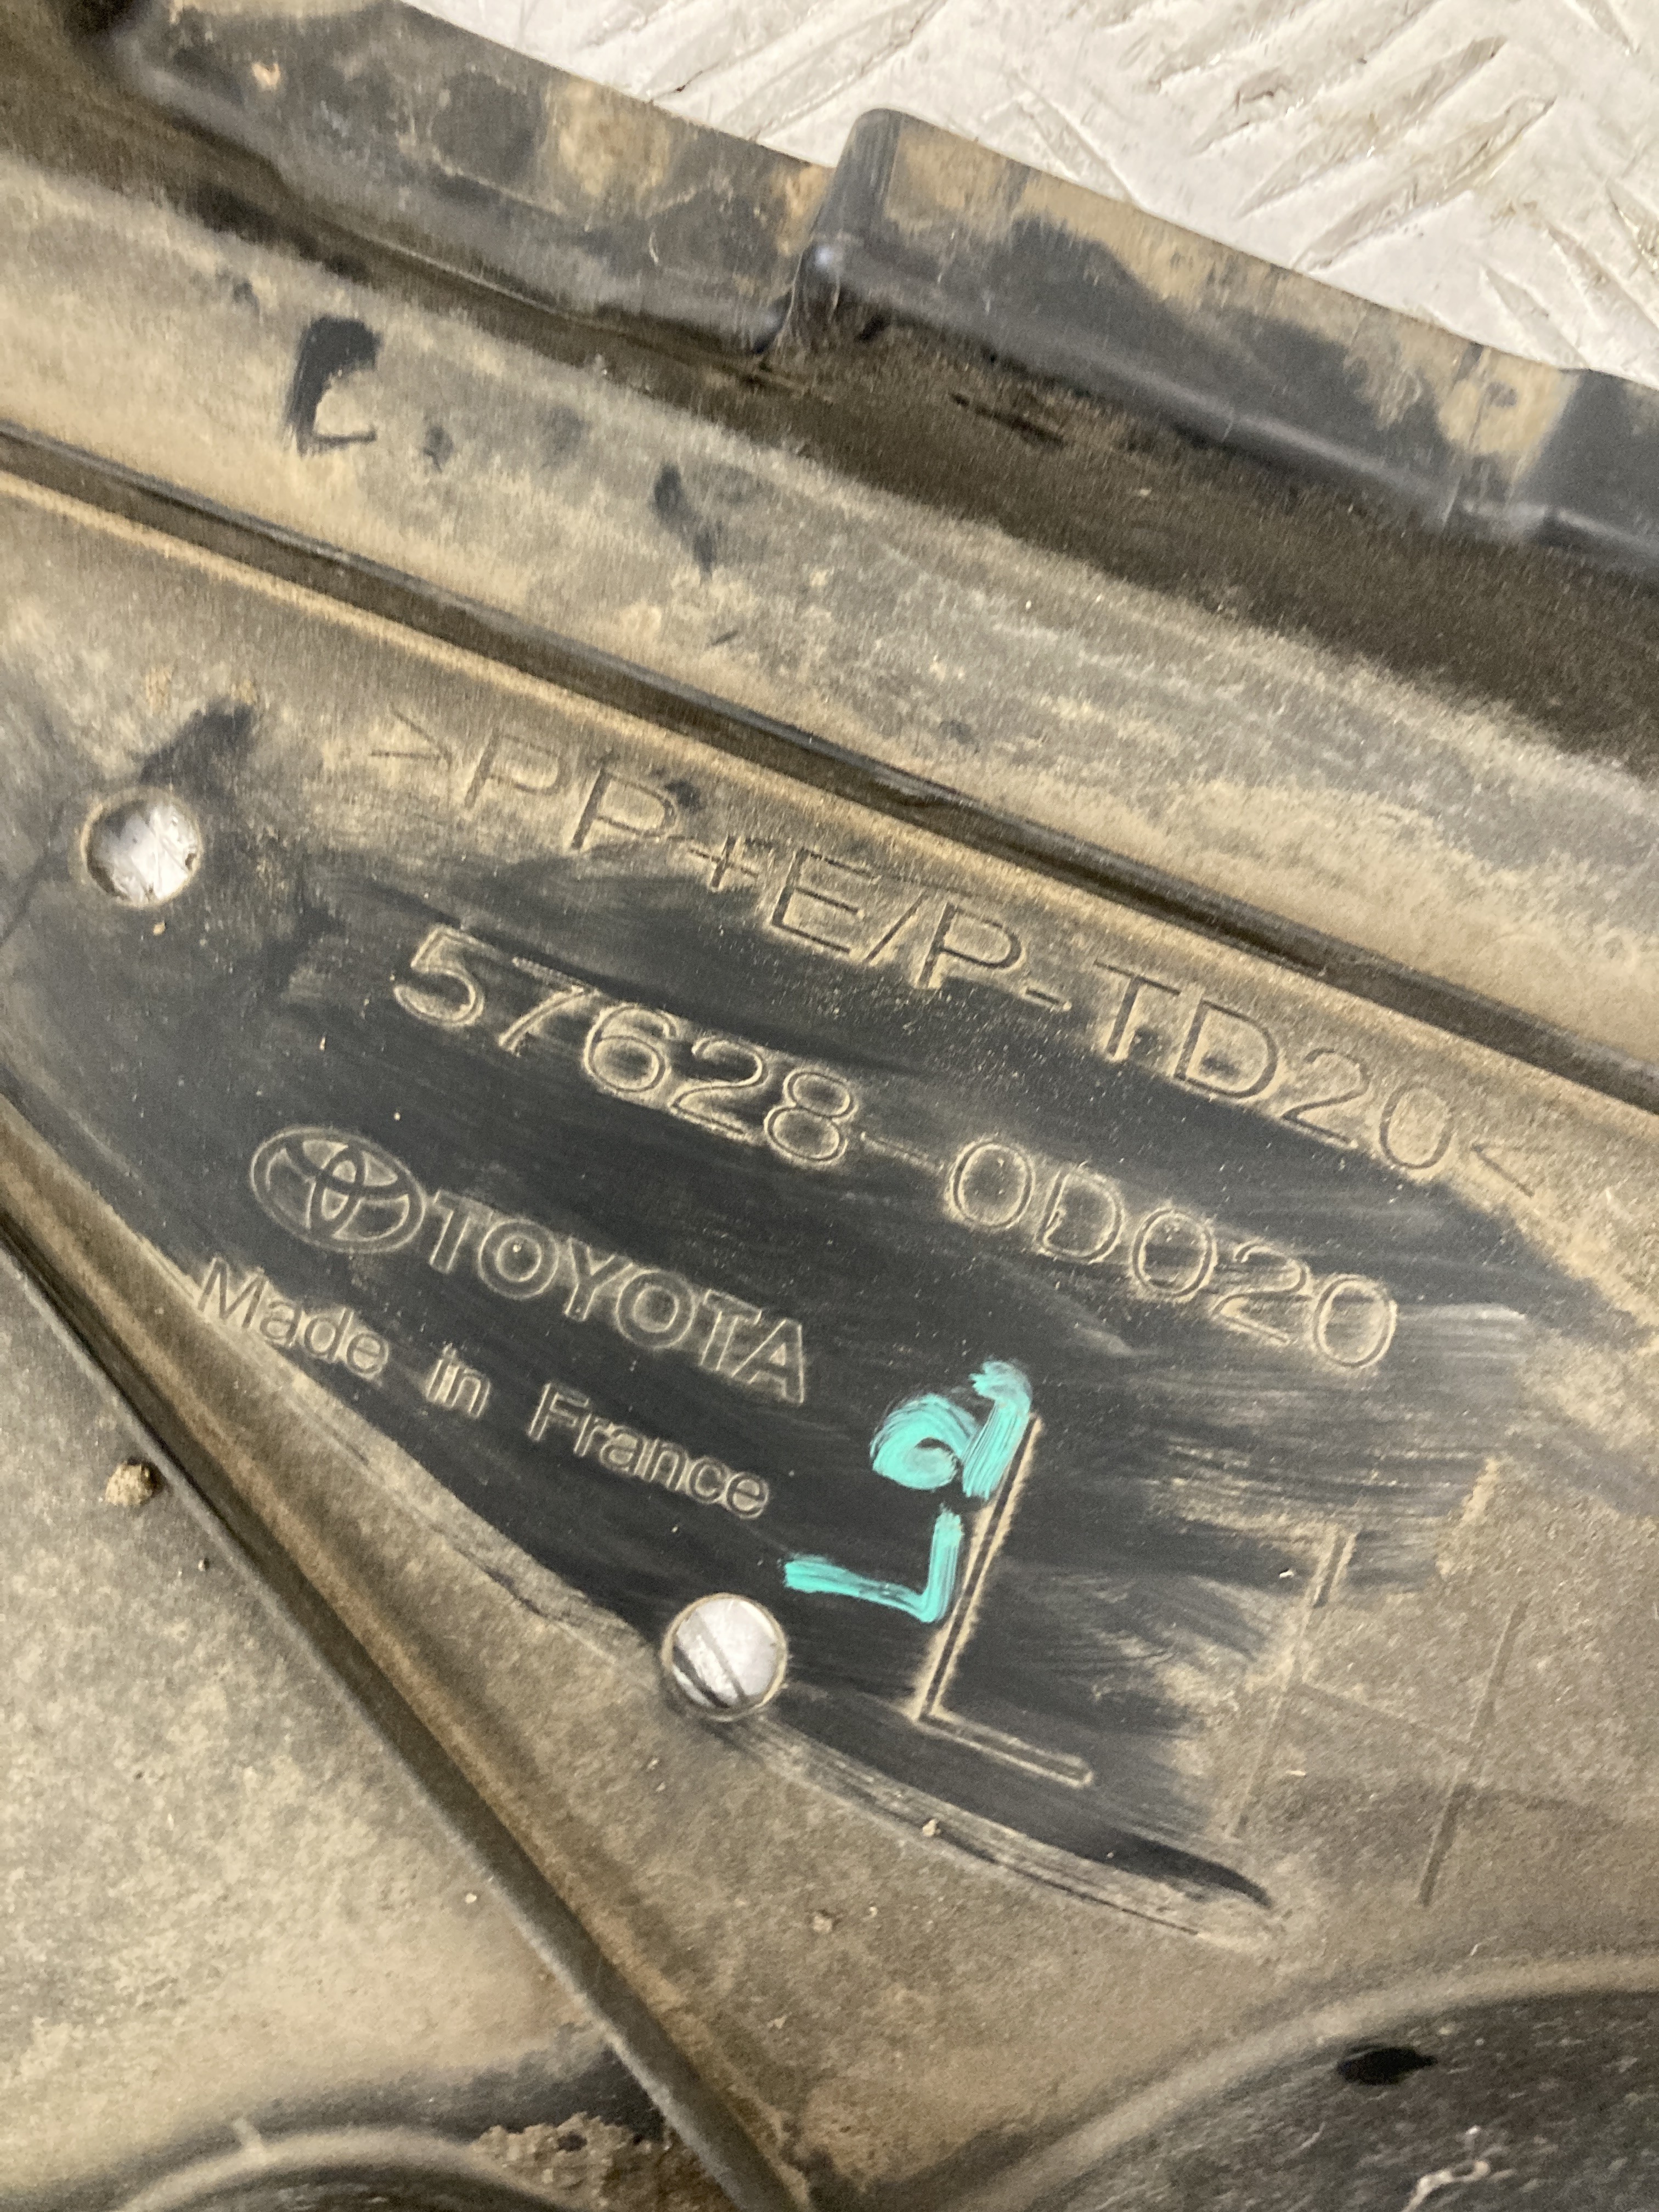 >PP+E/P-TD20<
57628-0D020
TOYOTA
Made in France
L